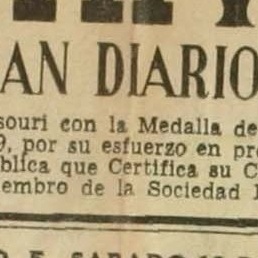 AN DIARIO
souri con la Medalla de
9, por su esfuerzo en pr
blica que Certifica su C
iembro de la Sociedad